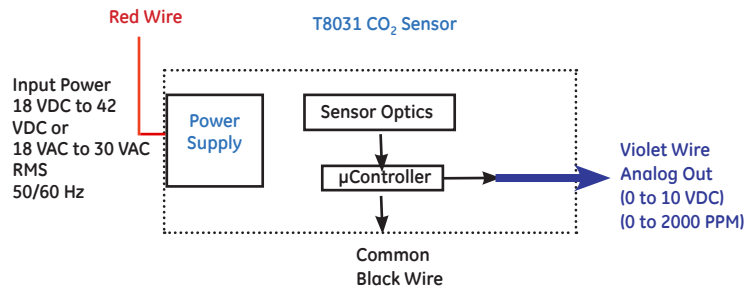 Red Wire
T8031 CO₂ Sensor
Input Power
18 VDC to 42
VDC or
18 VAC to 30 VAC
RMS
50/60 Hz
Power
Supply
Sensor Optics
µController
Violet Wire
Analog Out
(0 to 10 VDC)
(0 to 2000 PPM)
Common
Black Wire